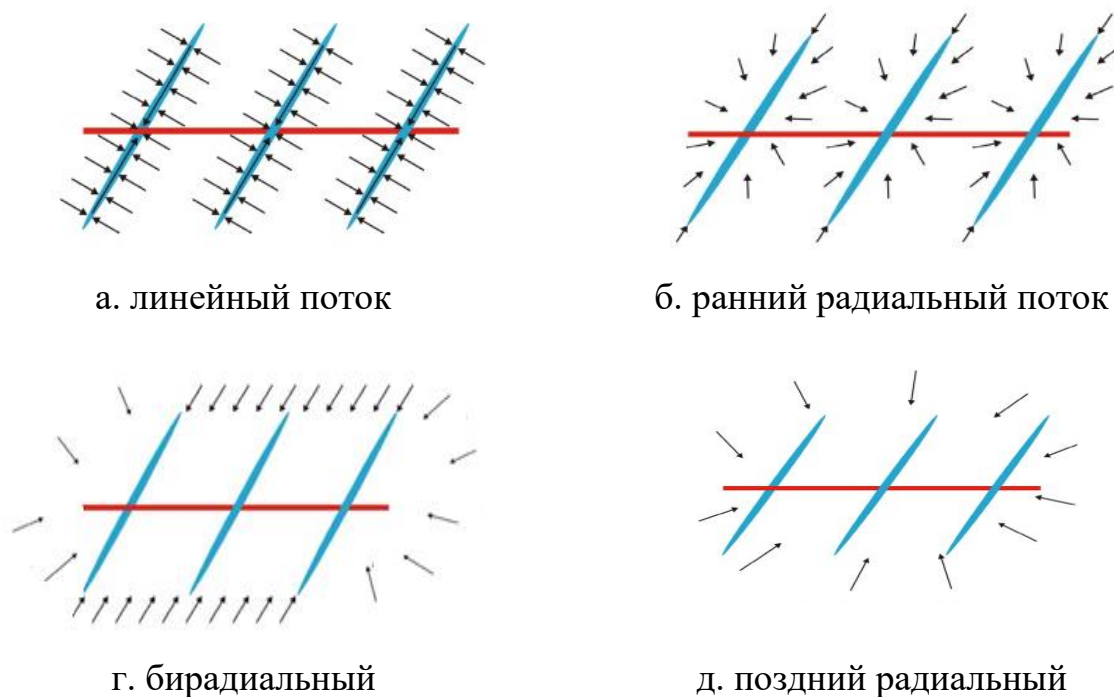 а. линейный поток
б. ранний радиальный поток
г. бирадиальный
д. поздний радиальный